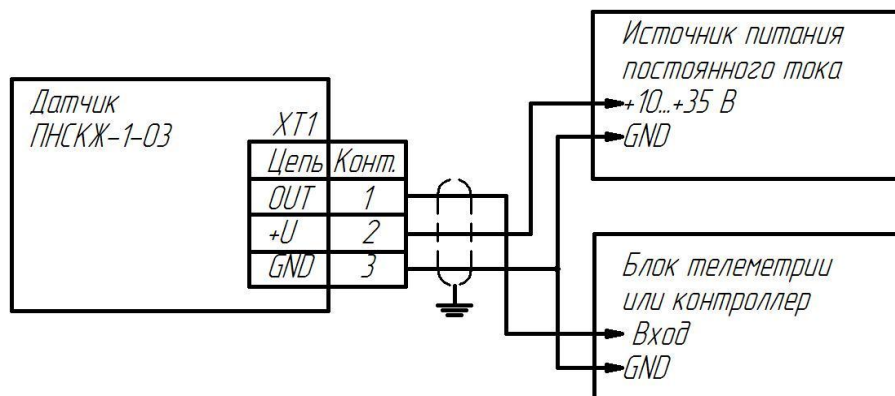 Датчик
ПНСКЖ-1-03
XT1
Цепь Конт.
OUT 1
+U 2
GND 3
Источник питания
постоянного тока
+10...+35 В
GND
Блок телеметрии
или контроллер
Вход
GND